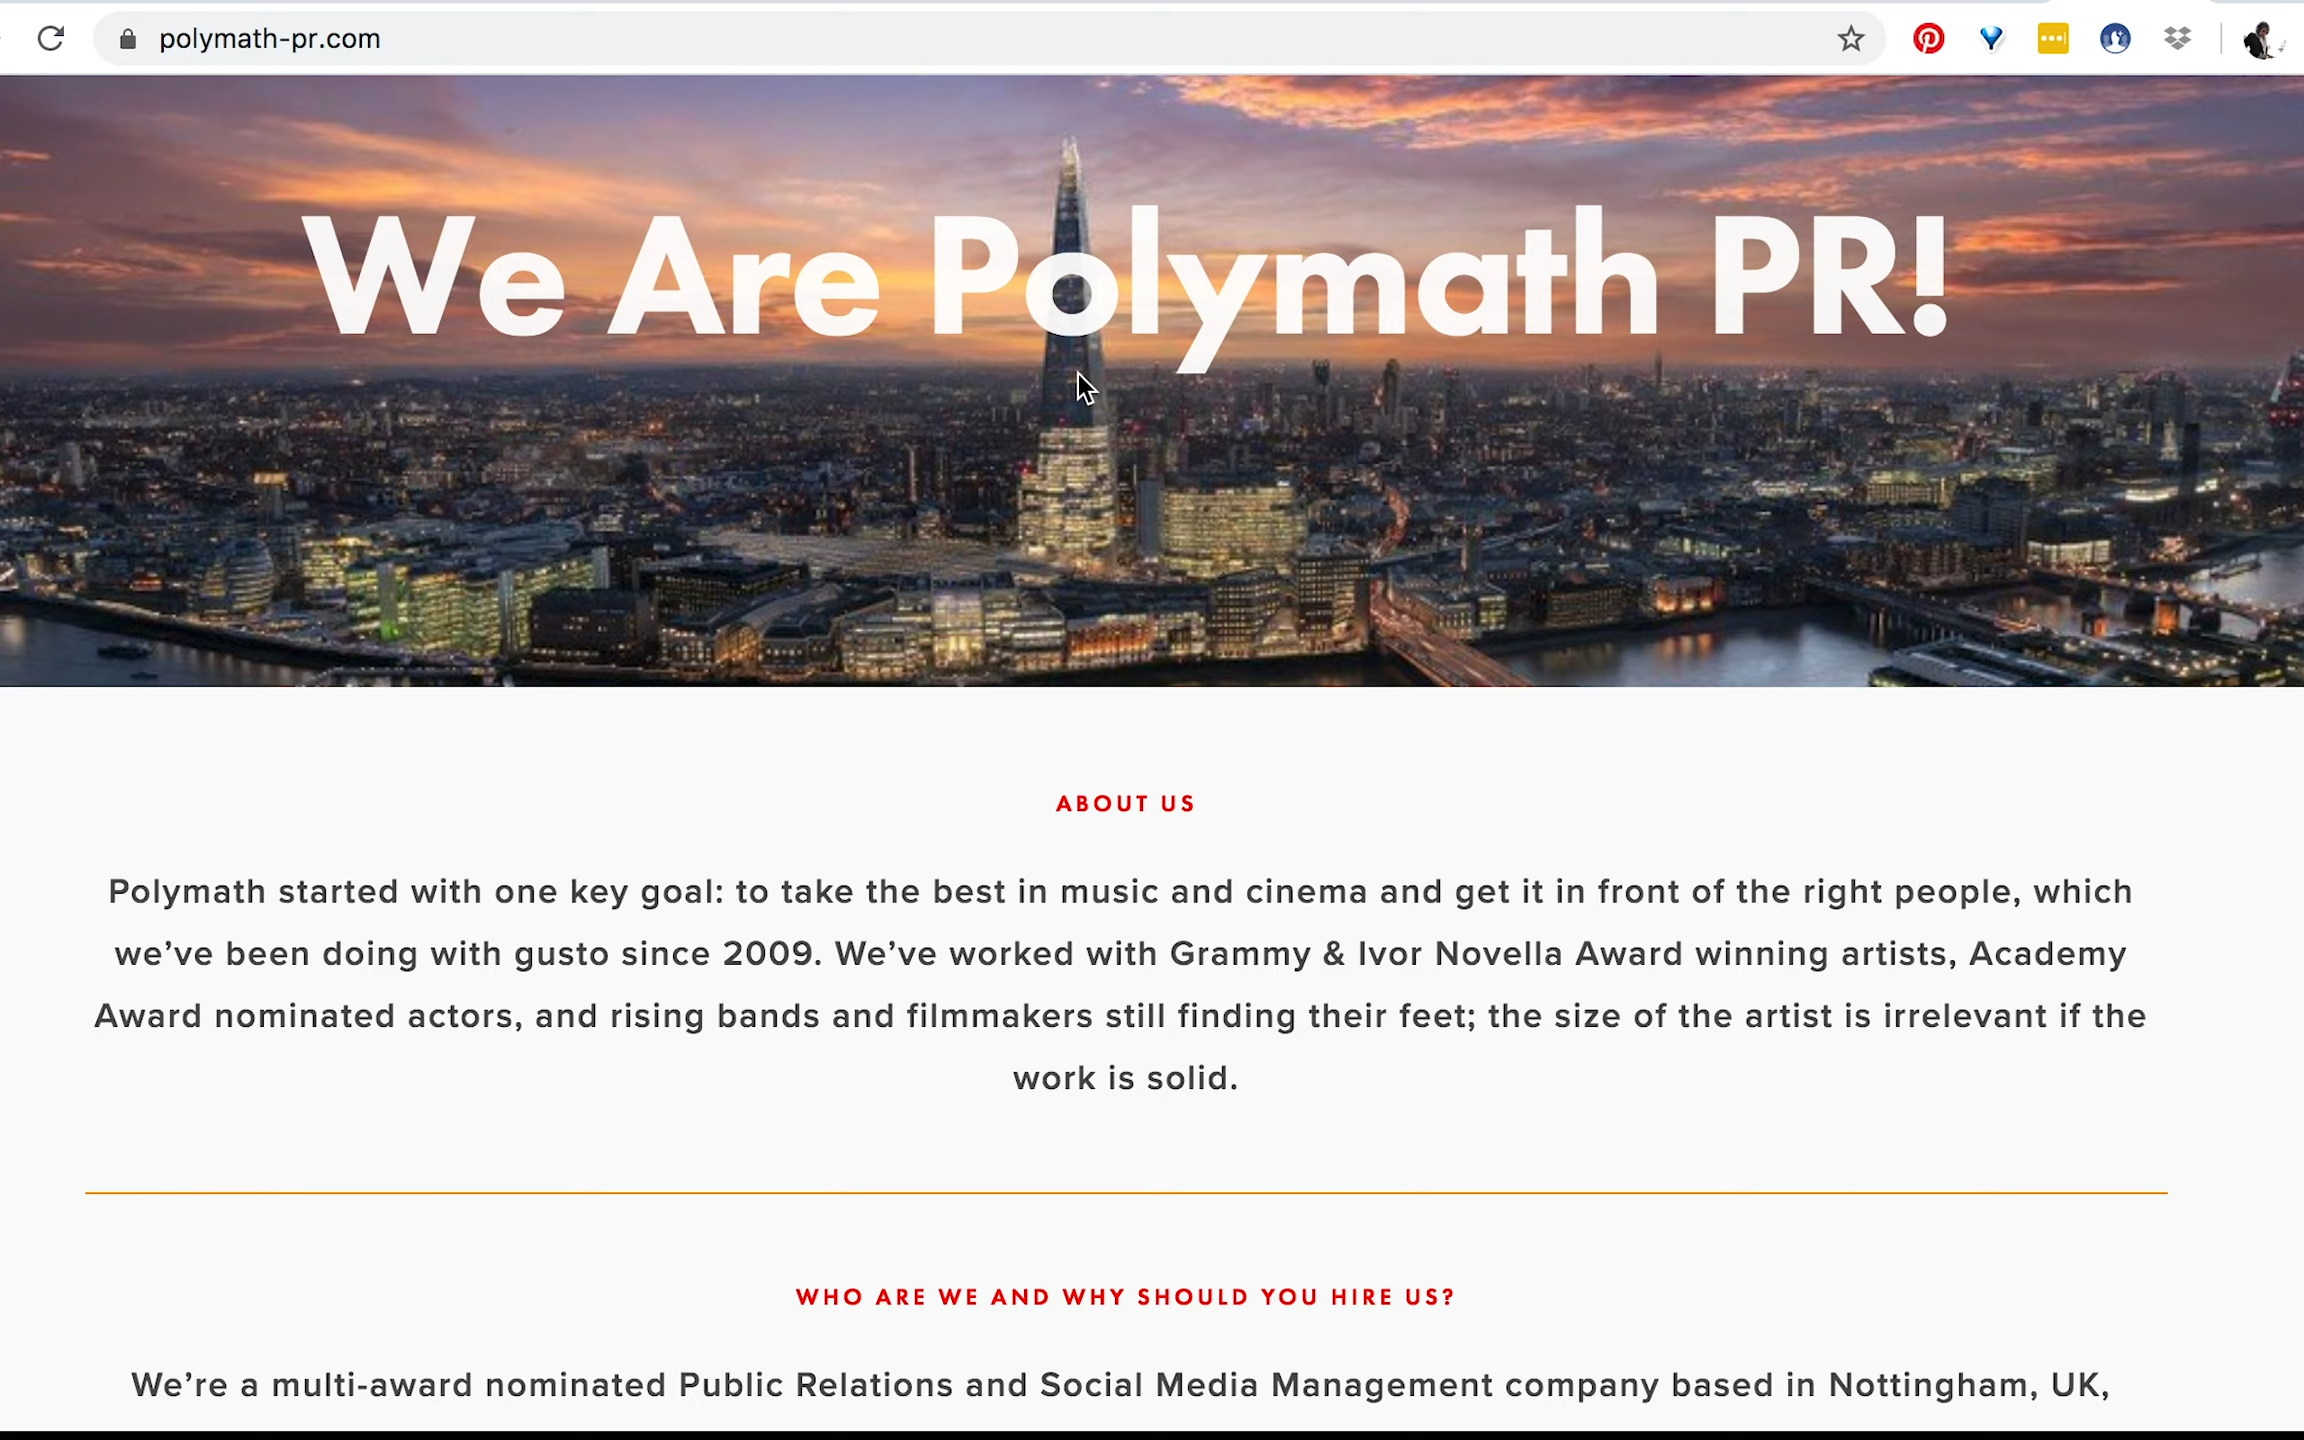 polymath-pr.com
We Are Polymath PR!
ABOUT US
Polymath started with one key goal: to take the best in music and cinema and get it in front of the right people, which
we’ve been doing with gusto since 2009. We’ve worked with Grammy & Ivor Novella Award winning artists, Academy
Award nominated actors, and rising bands and filmmakers still finding their feet; the size of the artist is irrelevant if the
work is solid.
WHO ARE WE AND WHY SHOULD YOU HIRE US?
We’re a multi-award nominated Public Relations and Social Media Management company based in Nottingham, UK,